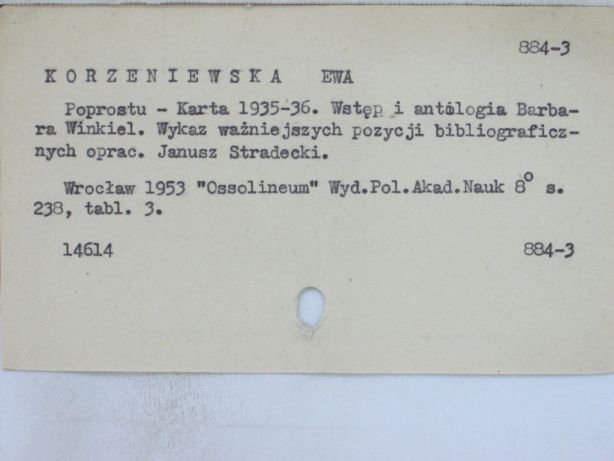 884-3
KORZENIEWSKA EWA
Poprostu - Karta 1935-36. Wstęp i antologia Barba-
ra Winkiel. Wykaz ważniejszych pozycji bibliograficz-
nych oprac. Janusz Stradecki.
Wrocław 1953 "Ossolineum" Wyd.Pol.Akad.Nauk 8° s.
238, tabl. 3.
14614 884-3